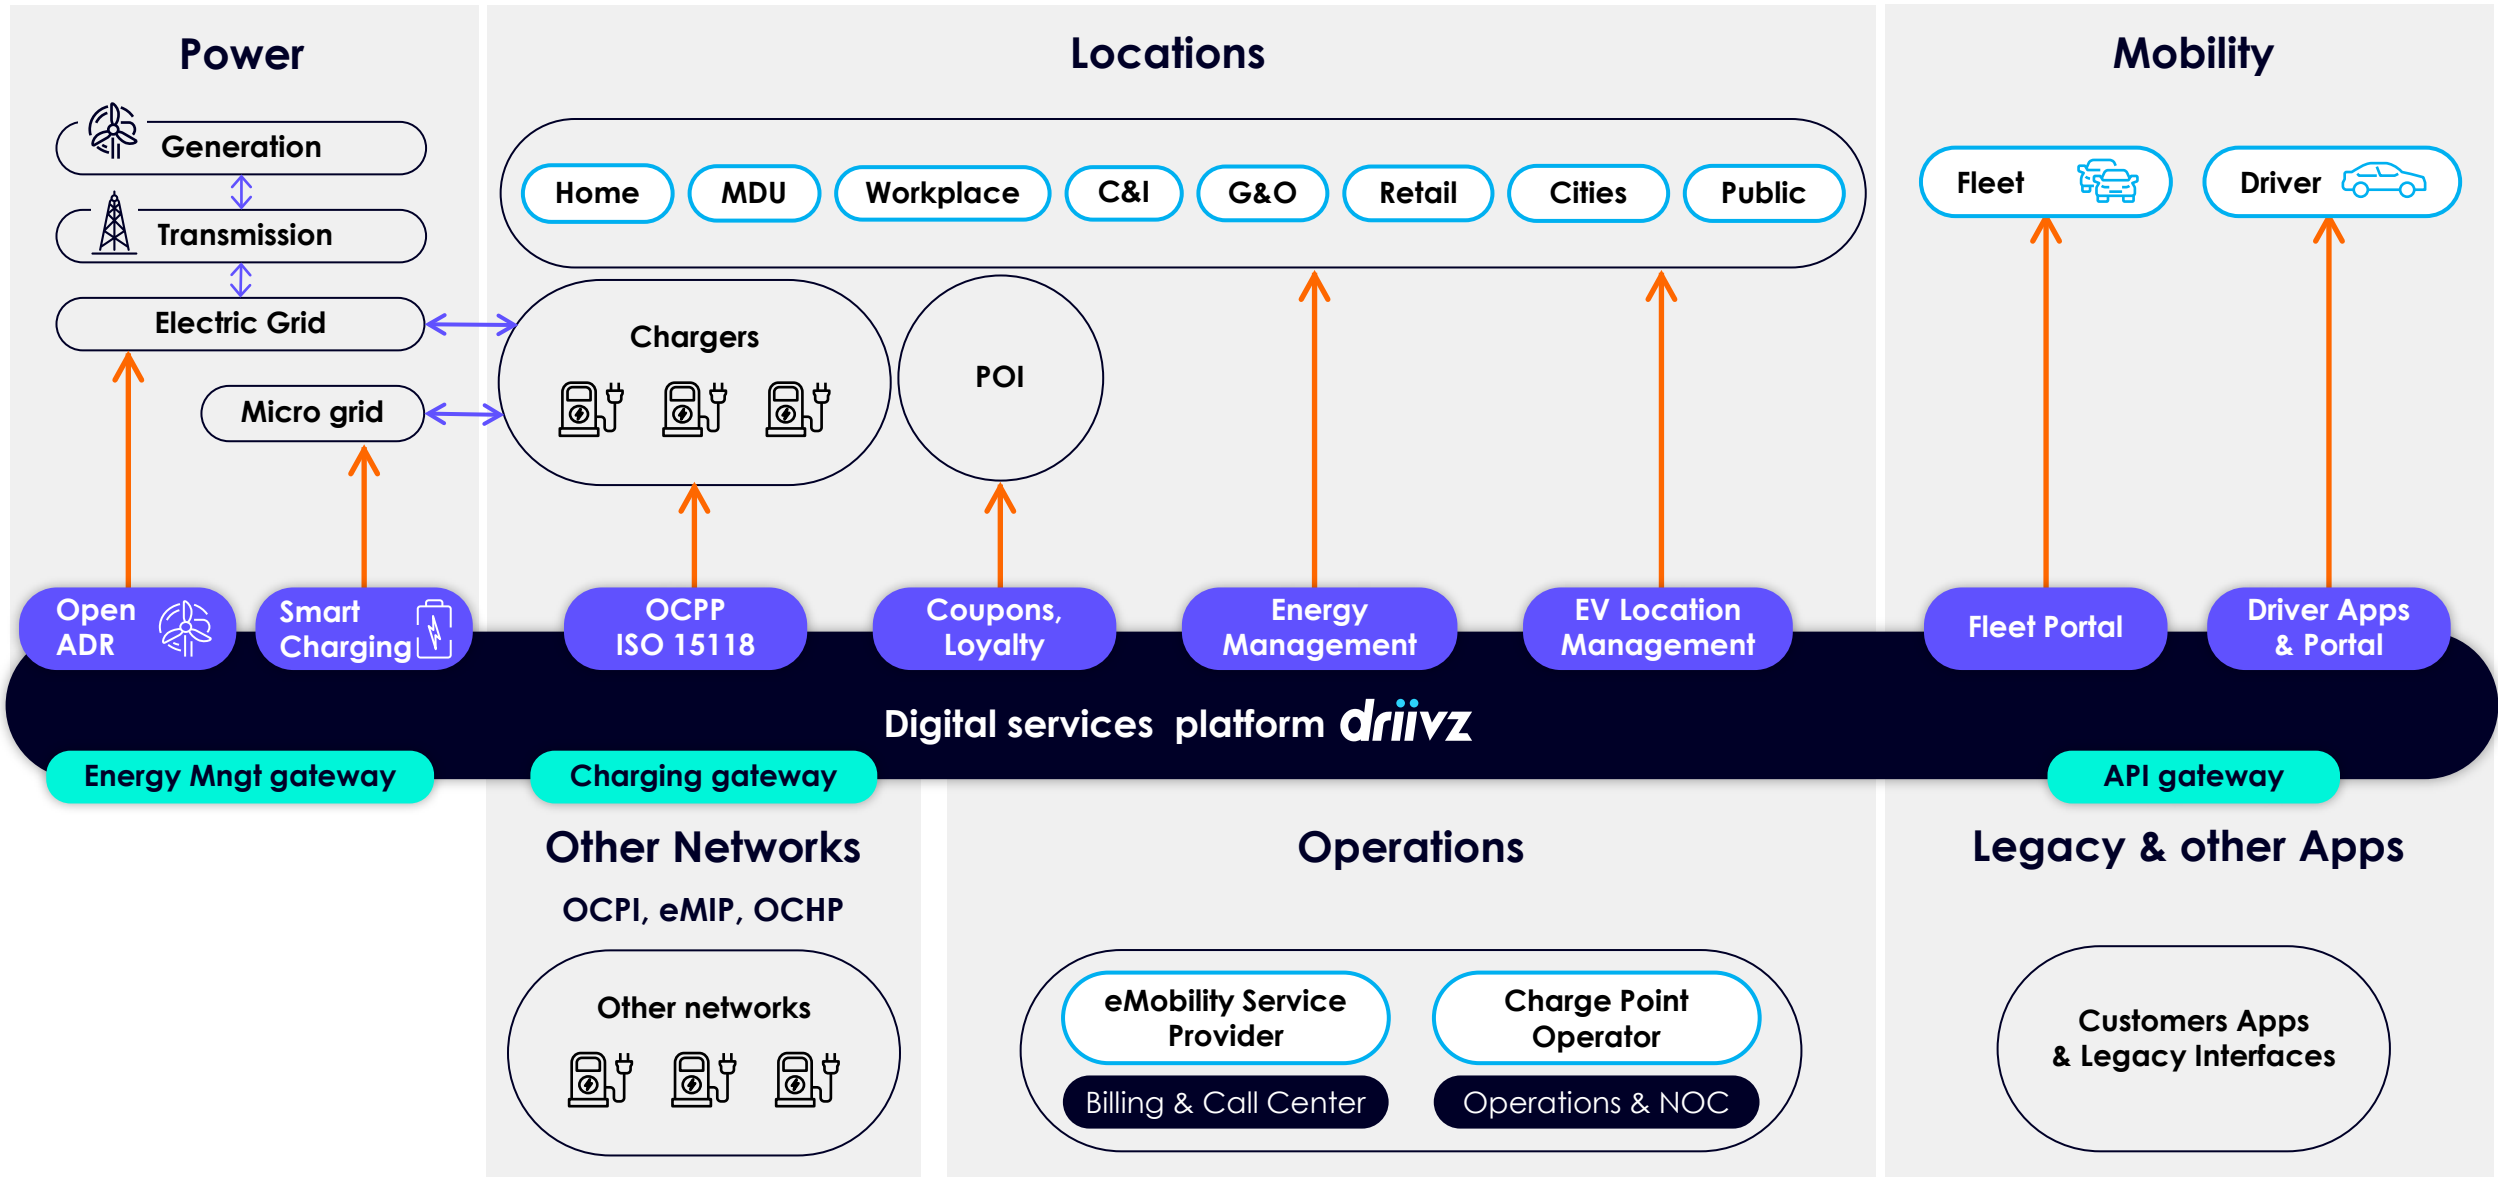 Power
Locations
Mobility
Generation
Transmission
Electric Grid
Micro grid
Home
MDU
Workplace
C&I
G&O
Retail
Cities
Public
Chargers
POI
Fleet
Driver
Open
ADR
Smart
Charging
OCPP
ISO 15118
Coupons,
Loyalty
Energy
Management
EV Location
Management
Fleet Portal
Driver Apps
& Portal
Digital services platform driivz
Energy Mngt gateway
Charging gateway
API gateway
Other Networks
OCPI, eMIP, OCHP
Other networks
Operations
eMobility Service
Provider
Charge Point
Operator
Billing & Call Center
Operations & NOC
Legacy & other Apps
Customers Apps
& Legacy Interfaces